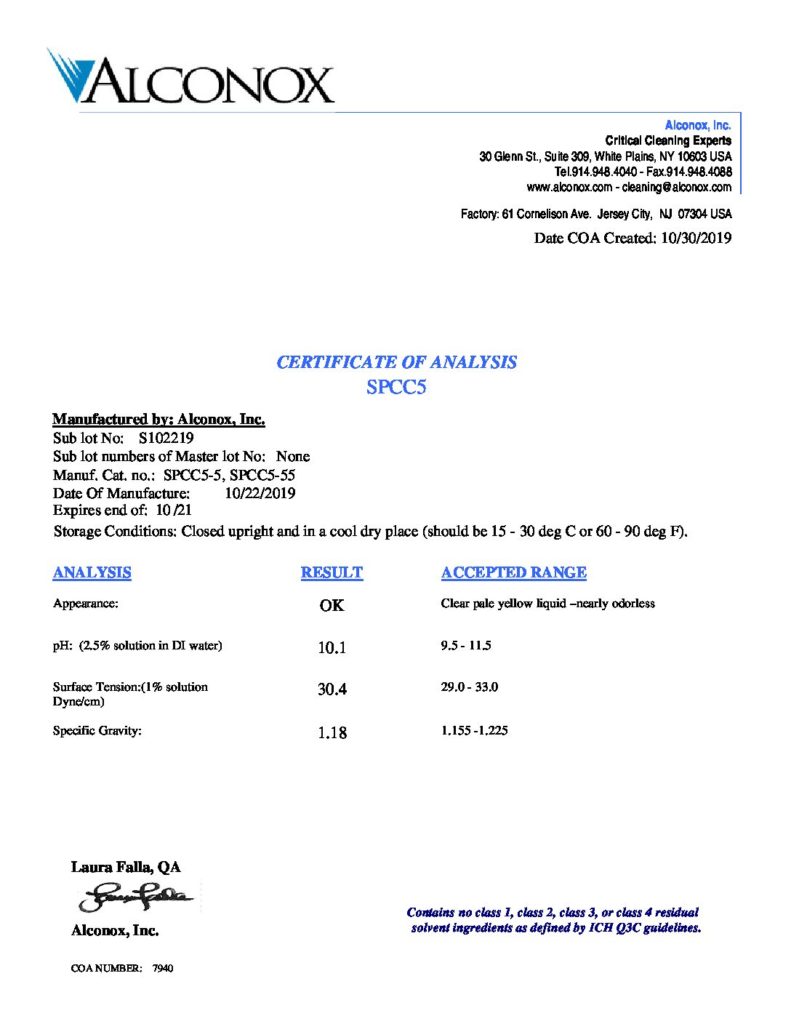 ALCONOX
Alconox, Inc.
Critical Cleaning Experts
30 Glenn St., Suite 309, White Plains, NY 10603 USA
Tel.914.948.4040 - Fax.914.948.4088
www.alconox.com - cleaning@alconox.com
Factory: 61 Cornelison Ave. Jersey City, NJ 07304 USA
Date COA Created: 10/30/2019
CERTIFICATE OF ANALYSIS
SPCC5
Manufactured by: Alconox, Inc.
Sub lot No: S102219
Sub lot numbers of Master lot No: None
Manuf. Cat. no.: SPCC5-5, SPCC5-55
Date Of Manufacture: 10/22/2019
Expires end of: 10 /21
Storage Conditions: Closed upright and in a cool dry place (should be 15 - 30 deg C or 60 - 90 deg F).
ANALYSIS RESULT ACCEPTED RANGE
Appearance: OK Clear pale yellow liquid –nearly odorless
pH: (2.5% solution in DI water) 10.1 9.5 - 11.5
Surface Tension:(1% solution 30.4 29.0 - 33.0
Dyne/cm)
Specific Gravity: 1.18 1.155 -1.225
Laura Falla, QA
Laura Falla
Alconox, Inc.
Contains no class 1, class 2, class 3, or class 4 residual
solvent ingredients as defined by ICH Q3C guidelines.
COA NUMBER: 7940